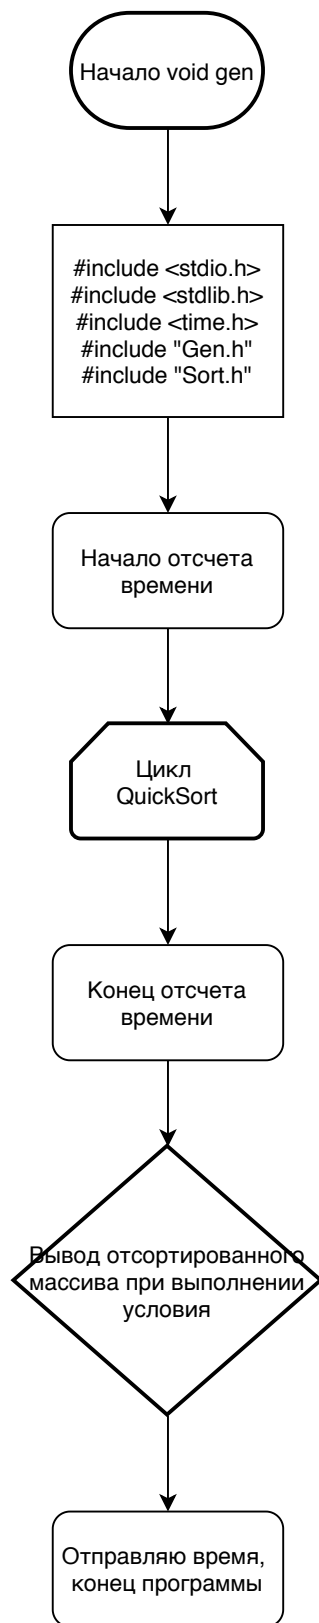 Начало void gen
#include <stdio.h>
#include <stdlib.h>
#include <time.h>
#include "Gen.h"
#include "Sort.h"
Начало отсчета
времени
Цикл
QuickSort
Конец отсчета
времени
Вывод отсортированного
массива при выполнении
условия
Отправляю время,
конец программы